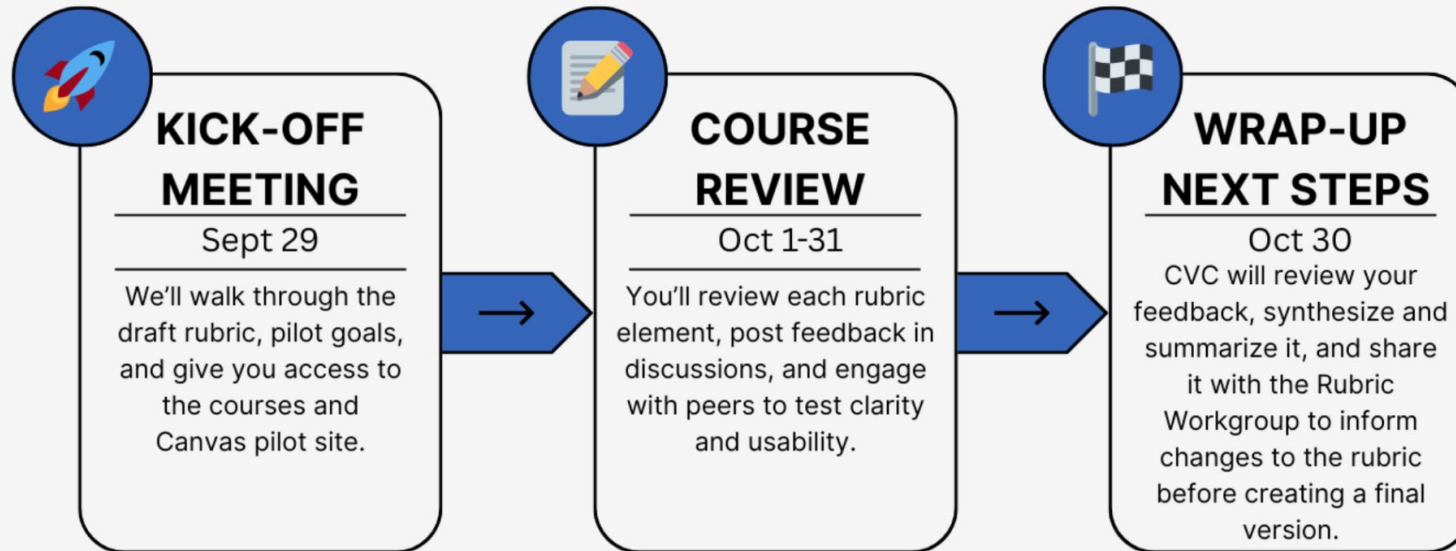 KICK-OFF
MEETING
Sept 29
We’ll walk through the
draft rubric, pilot goals,
and give you access to
the courses and
Canvas pilot site.
→
COURSE
REVIEW
Oct 1-31
You’ll review each rubric
element, post feedback in
discussions, and engage
with peers to test clarity
and usability.
→
WRAP-UP
NEXT STEPS
Oct 30
CVC will review your
feedback, synthesize and
summarize it, and share
it with the Rubric
Workgroup to inform
changes to the rubric
before creating a final
version.